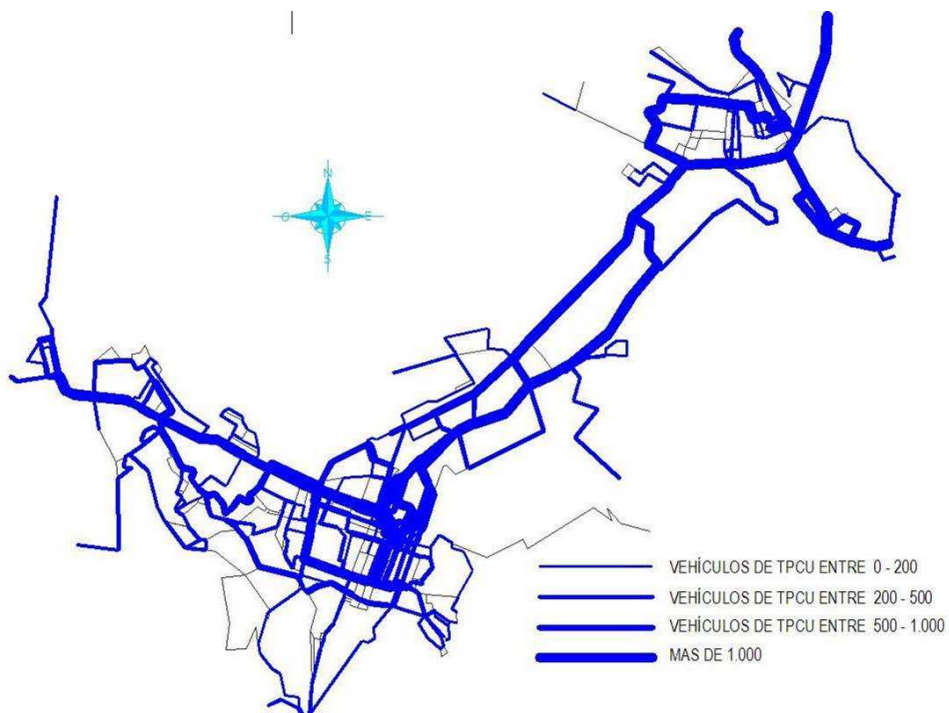 N
O E
S
VEHÍCULOS DE TPCU ENTRE 0 - 200
VEHÍCULOS DE TPCU ENTRE 200 - 500
VEHÍCULOS DE TPCU ENTRE 500 - 1.000
MAS DE 1.000